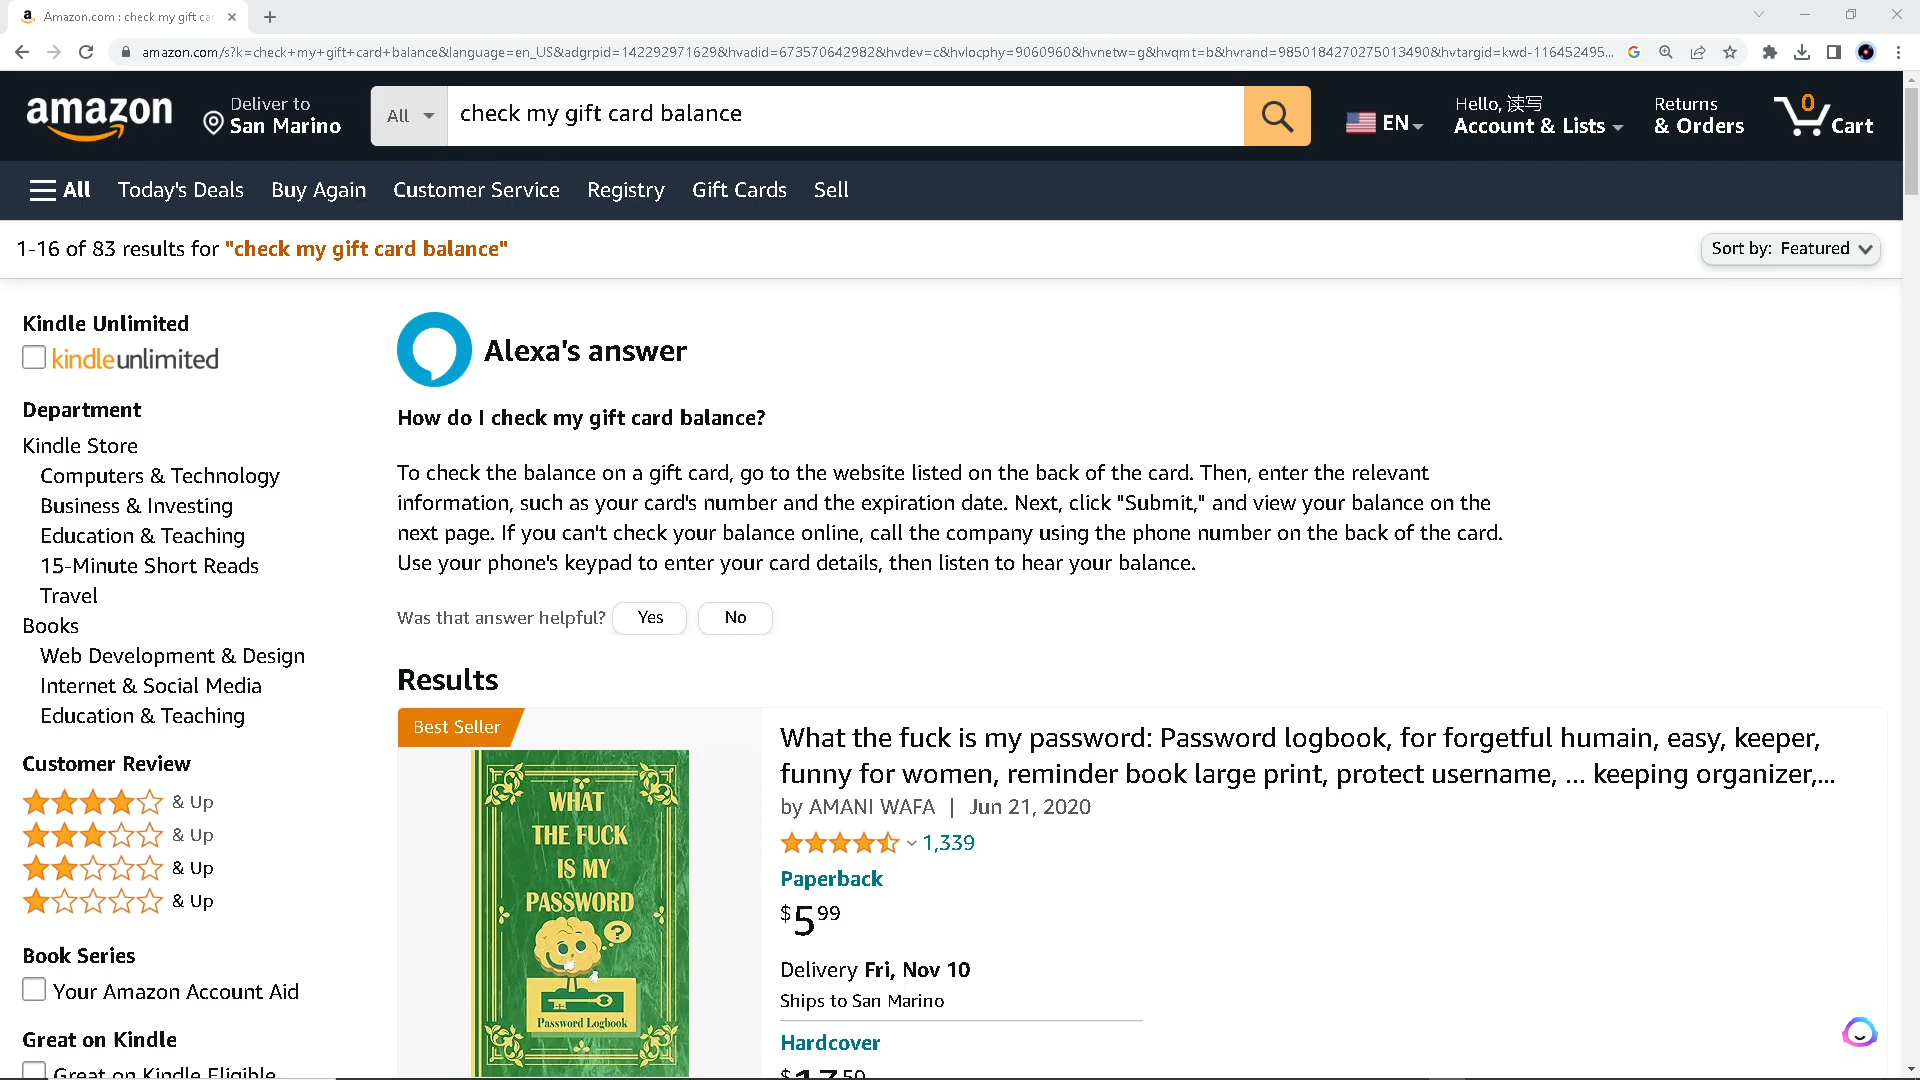 Amazon.com : check my gift ca
amazon.com/s?k=check+my+gift+card+balance&language=en_US&adgrpid=142292971629&hvadid=673570642982&hvdev=c&hvlocphy=9060960&hvnetw=g&hvqmt=b&hvrand=9850184270275013490&hvtargid=kwd-116452495...
amazon
Deliver to
San Marino
All
check my gift card balance
EN
Hello, 读写
Account & Lists
Returns
& Orders
0
Cart
All Today's Deals Buy Again Customer Service Registry Gift Cards Sell
1-16 of 83 results for "check my gift card balance"
Sort by: Featured
Kindle Unlimited
kindleunlimited
Department
Kindle Store
Computers & Technology
Business & Investing
Education & Teaching
15-Minute Short Reads
Travel
Books
Web Development & Design
Internet & Social Media
Education & Teaching
Customer Review
& Up
& Up
& Up
& Up
Book Series
Your Amazon Account Aid
Great on Kindle
Great on Kindle Eligible
Alexa's answer
How do I check my gift card balance?
To check the balance on a gift card, go to the website listed on the back of the card. Then, enter the relevant
information, such as your card's number and the expiration date. Next, click "Submit," and view your balance on the
next page. If you can't check your balance online, call the company using the phone number on the back of the card.
Use your phone's keypad to enter your card details, then listen to hear your balance.
Was that answer helpful? Yes No
Results
Best Seller
WHAT
THE FUCK
IS MY
PASSWORD
?
Password Logbook
What the fuck is my password: Password logbook, for forgetful humain, easy, keeper,
funny for women, reminder book large print, protect username, ... keeping organizer,...
by AMANI WAFA | Jun 21, 2020
1,339
Paperback
$5 99
Delivery Fri, Nov 10
Ships to San Marino
Hardcover
$17 50